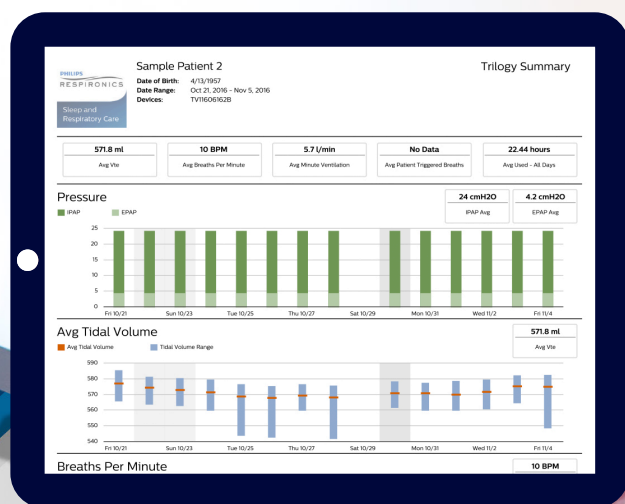 PHILIPS
RESPIRONICS
Sleep and
Respiratory Care
Sample Patient 2
Date of Birth: 4/13/1957
Date Range: Oct 21, 2016 - Nov 5, 2016
Devices: TV11606162B
Trilogy Summary
571.8 ml
Avg Vte
10 BPM
Avg Breaths Per Minute
5.7 l/min
Avg Minute Ventilation
No Data
Avg Patient Triggered Breaths
22.44 hours
Avg Used - All Days
Pressure
IPAP EPAP
24 cmH2O
IPAP Avg
4.2 cmH2O
EPAP Avg
25
20
15
10
5
0
Fri 10/21 Sun 10/23 Tue 10/25 Thu 10/27 Sat 10/29 Mon 10/31 Wed 11/2 Fri 11/4
Avg Tidal Volume
Avg Tidal Volume Tidal Volume Range
571.8 ml
Avg Vte
590
580
570
560
550
540
Fri 10/21 Sun 10/23 Tue 10/25 Thu 10/27 Sat 10/29 Mon 10/31 Wed 11/2 Fri 11/4
Breaths Per Minute
10 BPM